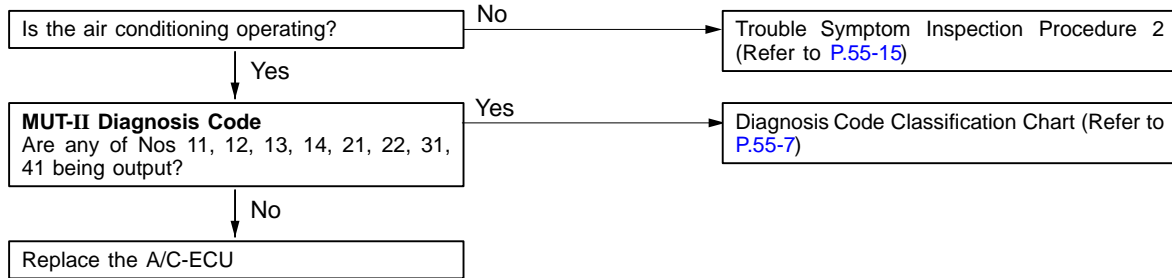 Is the air conditioning operating?
No
Trouble Symptom Inspection Procedure 2
(Refer to P.55-15)
Yes
MUT-II Diagnosis Code
Are any of Nos 11, 12, 13, 14, 21, 22, 31,
41 being output?
Yes
Diagnosis Code Classification Chart (Refer to
P.55-7)
No
Replace the A/C-ECU